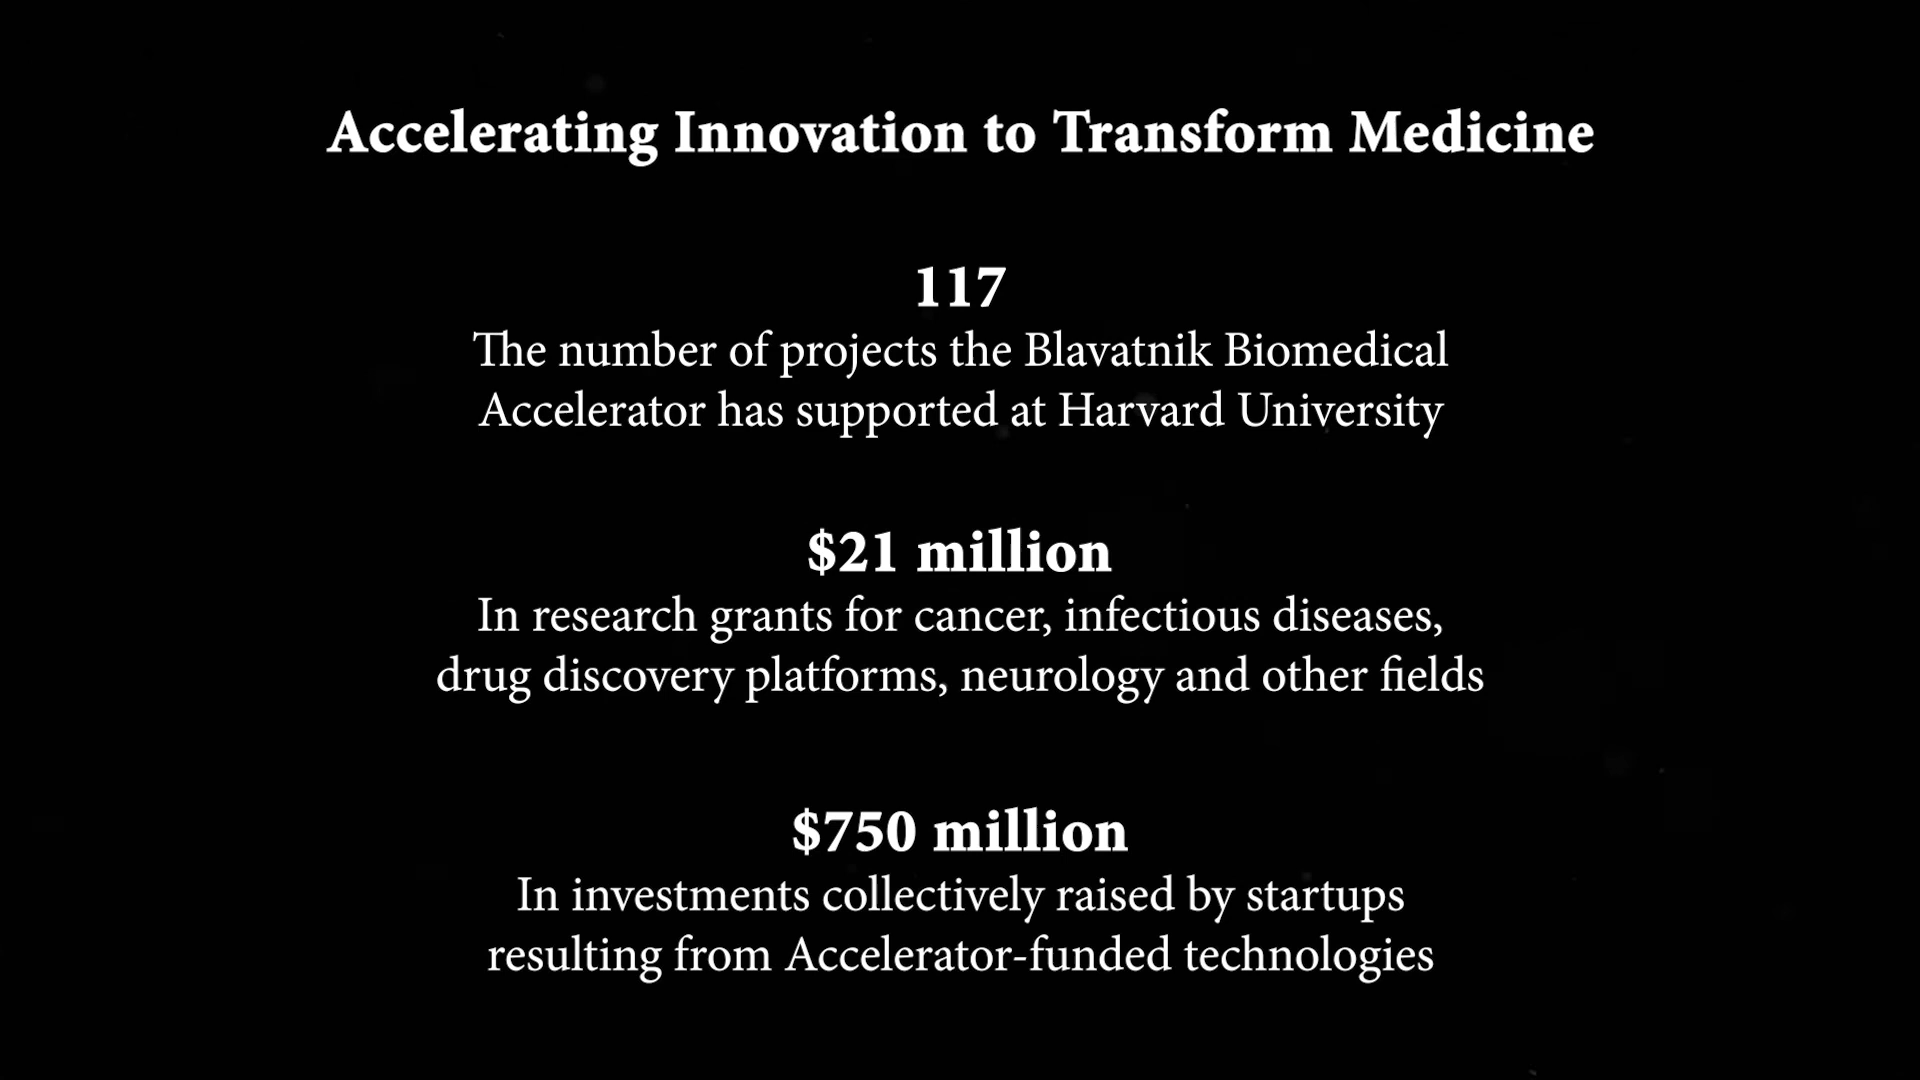 Accelerating Innovation to Transform Medicine
117
The number of projects the Blavatnik Biomedical
Accelerator has supported at Harvard University
$21 million
In research grants for cancer, infectious diseases,
drug discovery platforms, neurology and other fields
$750 million
In investments collectively raised by startups
resulting from Accelerator-funded technologies